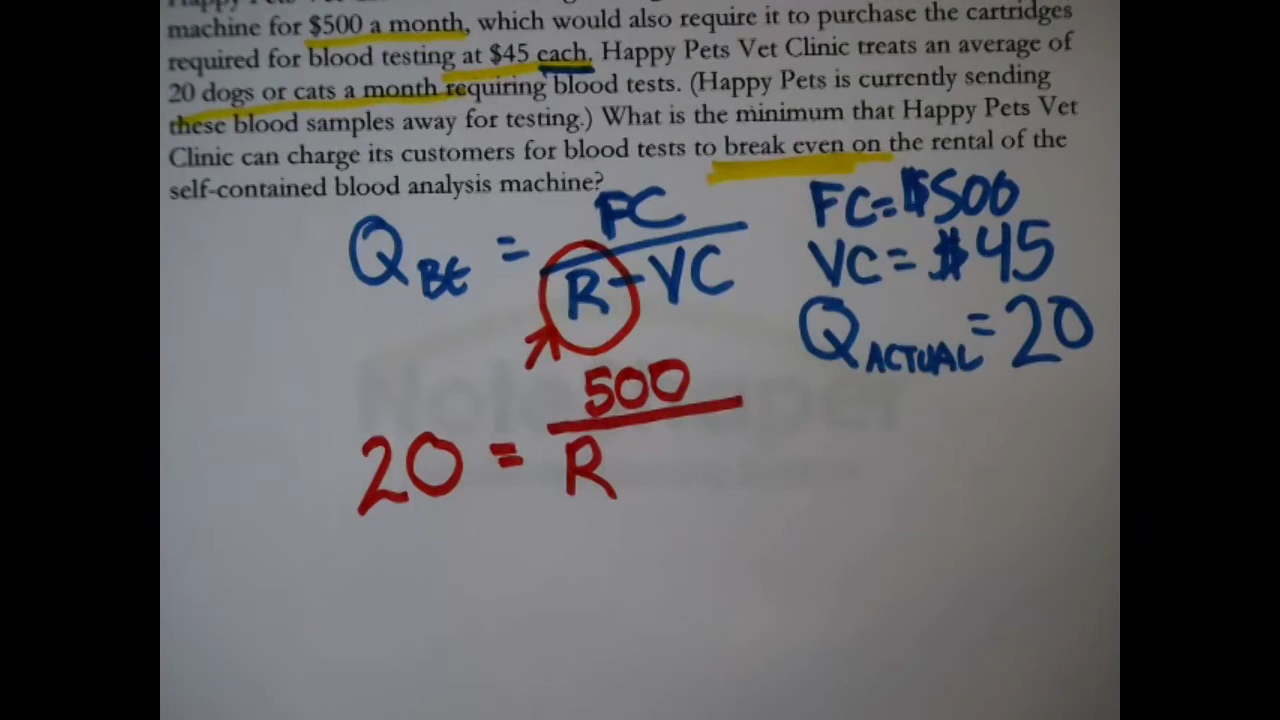 machine for $500 a month, which would also require it to purchase the cartridges
required for blood testing at $45 each. Happy Pets Vet Clinic treats an average of
20 dogs or cats a month requiring blood tests. (Happy Pets is currently sending
these blood samples away for testing.) What is the minimum that Happy Pets Vet
Clinic can charge its customers for blood tests to break even on the rental of the
self-contained blood analysis machine?
FC
Q BE =
R - VC
FC = $500
VC = $45
Q ACTUAL = 20
500
20 =
R